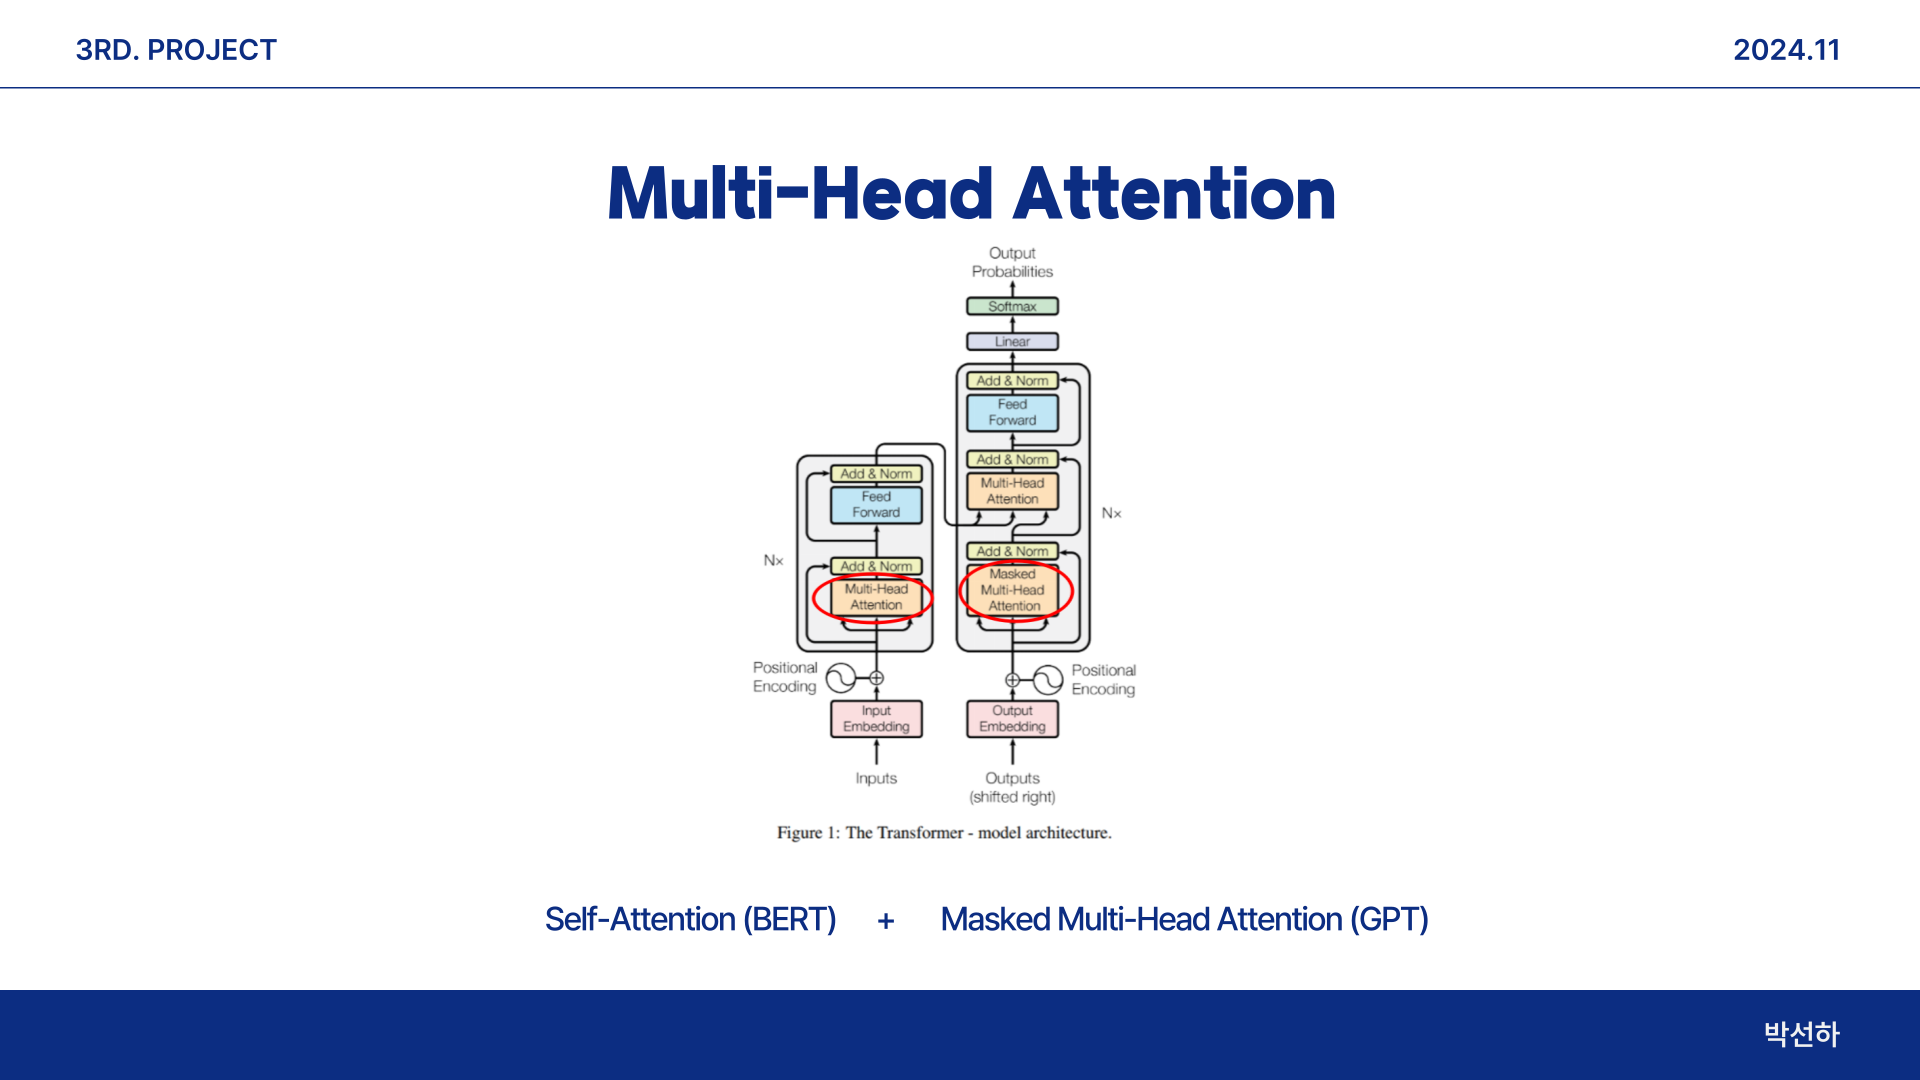 3RD. PROJECT
2024.11
Multi-Head Attention
Output
Probabilities
Softmax
Linear
Add & Norm
Feed
Forward
Add & Norm
Multi-Head
Attention
Nx
Add & Norm
Masked
Multi-Head
Attention
Add & Norm
Feed
Forward
Nx
Add & Norm
Multi-Head
Attention
Positional
Encoding
Positional
Encoding
Input
Embedding
Output
Embedding
Inputs
Outputs
(shifted right)
Figure 1: The Transformer - model architecture.
Self-Attention (BERT) + Masked Multi-Head Attention (GPT)
박선하